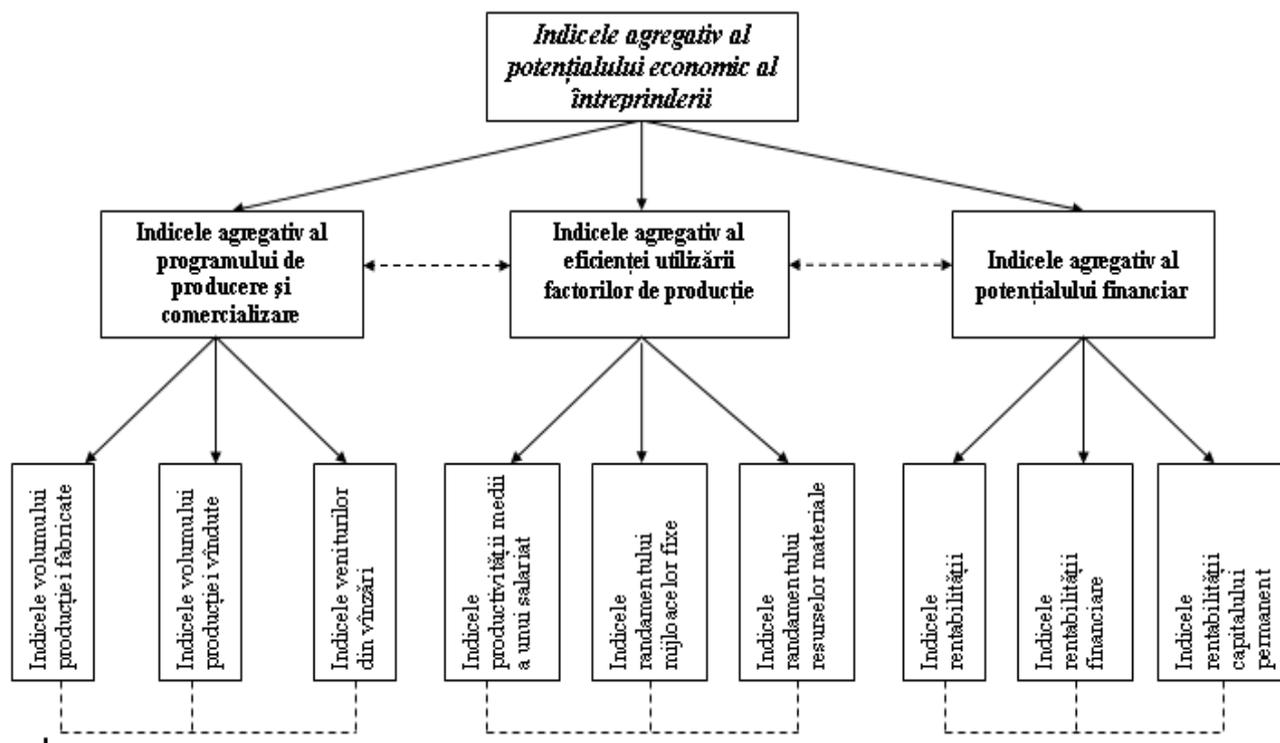 Indicele agregativ al
potențialului economic al
întreprinderii
Indicele agregativ al
programului de
producere și
comercializare
Indicele agregativ al
eficienței utilizării
factorilor de producție
Indicele agregativ al
potențialului financiar
Indicele volumului
producției fabricate
Indicele volumului
producției vîndute
Indicele veniturilor
din vînzări
Indicele
productivității medii
a unui salariat
Indicele
randamentului
mijloacelor fixe
Indicele
randamentului
resurselor materiale
Indicele
rentabilității
Indicele
rentabilității
financiare
Indicele
rentabilității
capitalului
permanent